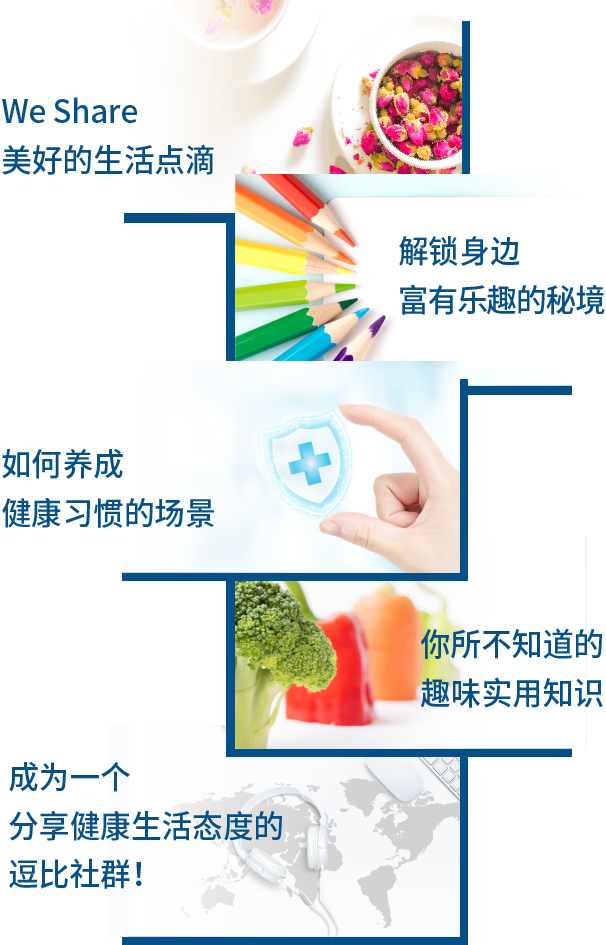 We Share
美好的生活点滴
解锁身边
富有乐趣的秘境
如何养成
健康习惯的场景
你所不知道的
趣味实用知识
成为一个
分享健康生活态度的
逗比社群！